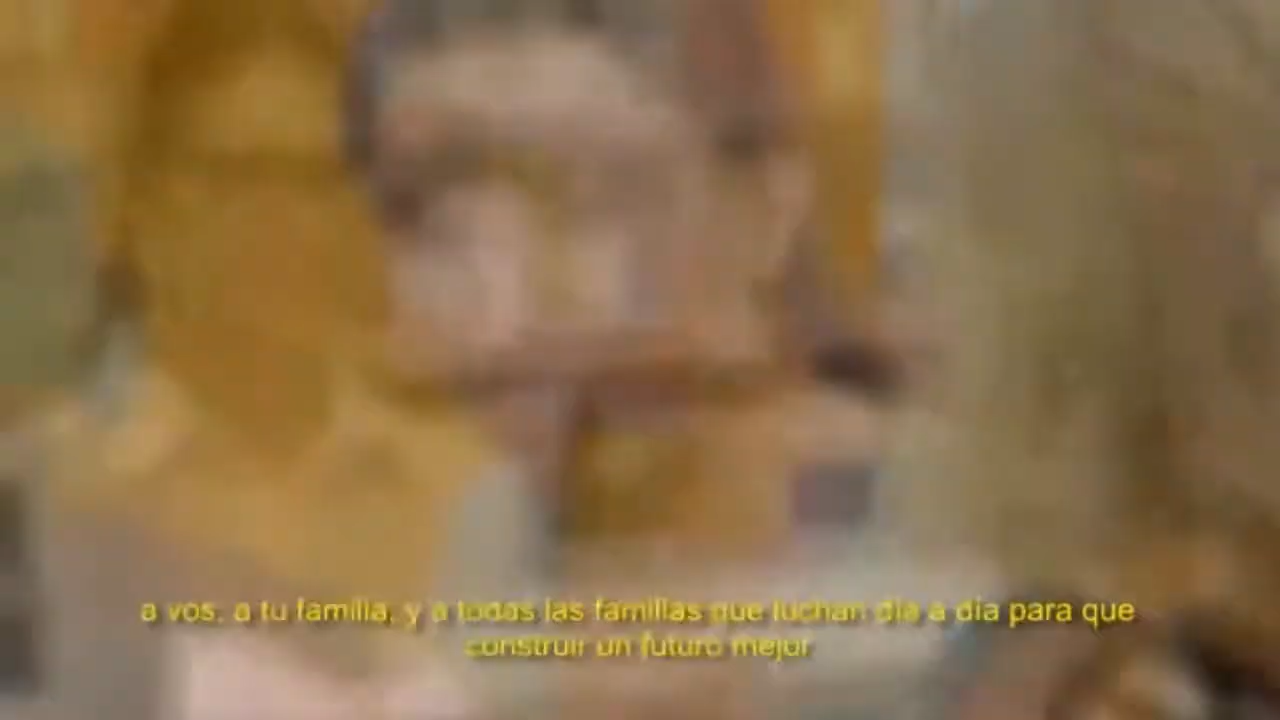 a vos, a tu familia, y a todas las familias que luchan día a día para que
construir un futuro mejor